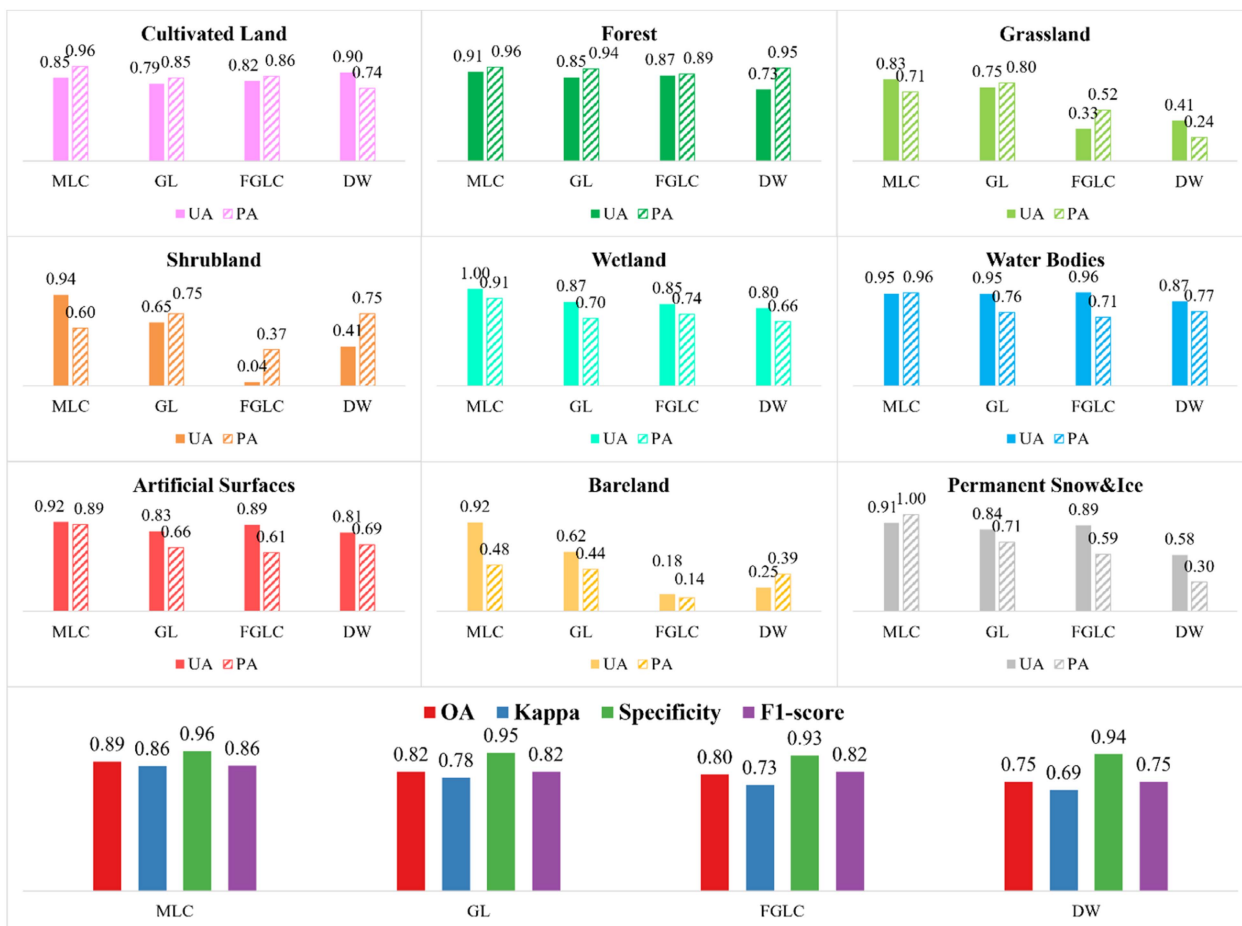 Cultivated Land
0.85 0.96 0.79 0.85 0.82 0.86 0.90 0.74
MLC GL FGLC DW
UA PA
Forest
0.91 0.96 0.85 0.94 0.87 0.89 0.73 0.95
MLC GL FGLC DW
UA PA
Grassland
0.83 0.71 0.75 0.80 0.33 0.52 0.41 0.24
MLC GL FGLC DW
UA PA
Shrubland
0.94 0.60 0.65 0.75 0.04 0.37 0.41 0.75
MLC GL FGLC DW
UA PA
Wetland
1.00 0.91 0.87 0.70 0.85 0.74 0.80 0.66
MLC GL FGLC DW
UA PA
Water Bodies
0.95 0.96 0.95 0.76 0.96 0.71 0.87 0.77
MLC GL FGLC DW
UA PA
Artificial Surfaces
0.92 0.89 0.83 0.66 0.89 0.61 0.81 0.69
MLC GL FGLC DW
UA PA
Bareland
0.92 0.48 0.62 0.44 0.18 0.14 0.25 0.39
MLC GL FGLC DW
UA PA
Permanent Snow&Ice
0.91 1.00 0.84 0.71 0.89 0.59 0.58 0.30
MLC GL FGLC DW
UA PA
OA Kappa Specificity F1-score
0.89 0.86 0.96 0.86 0.82 0.78 0.95 0.82 0.80 0.73 0.93 0.82 0.75 0.69 0.94 0.75
MLC GL FGLC DW